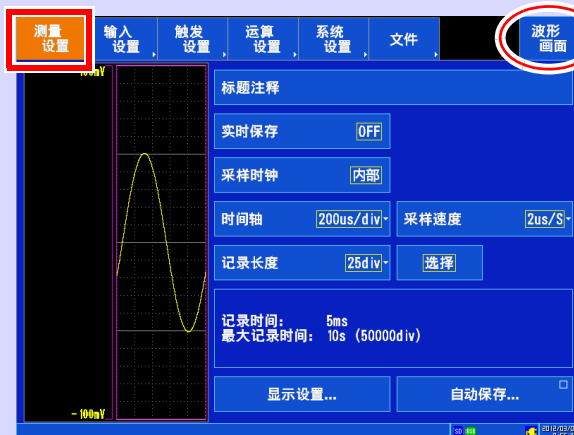 测量
设置
输入
设置
触发
设置
运算
设置
系统
设置
文件
波形
画面
100mV
标题注释
实时保存 OFF
采样时钟 内部
时间轴 200us/div
采样速度 2us/S
记录长度 25div 选择
记录时间: 5ms
最大记录时间: 10s (50000div)
显示设置... 自动保存...
-100mV
SD